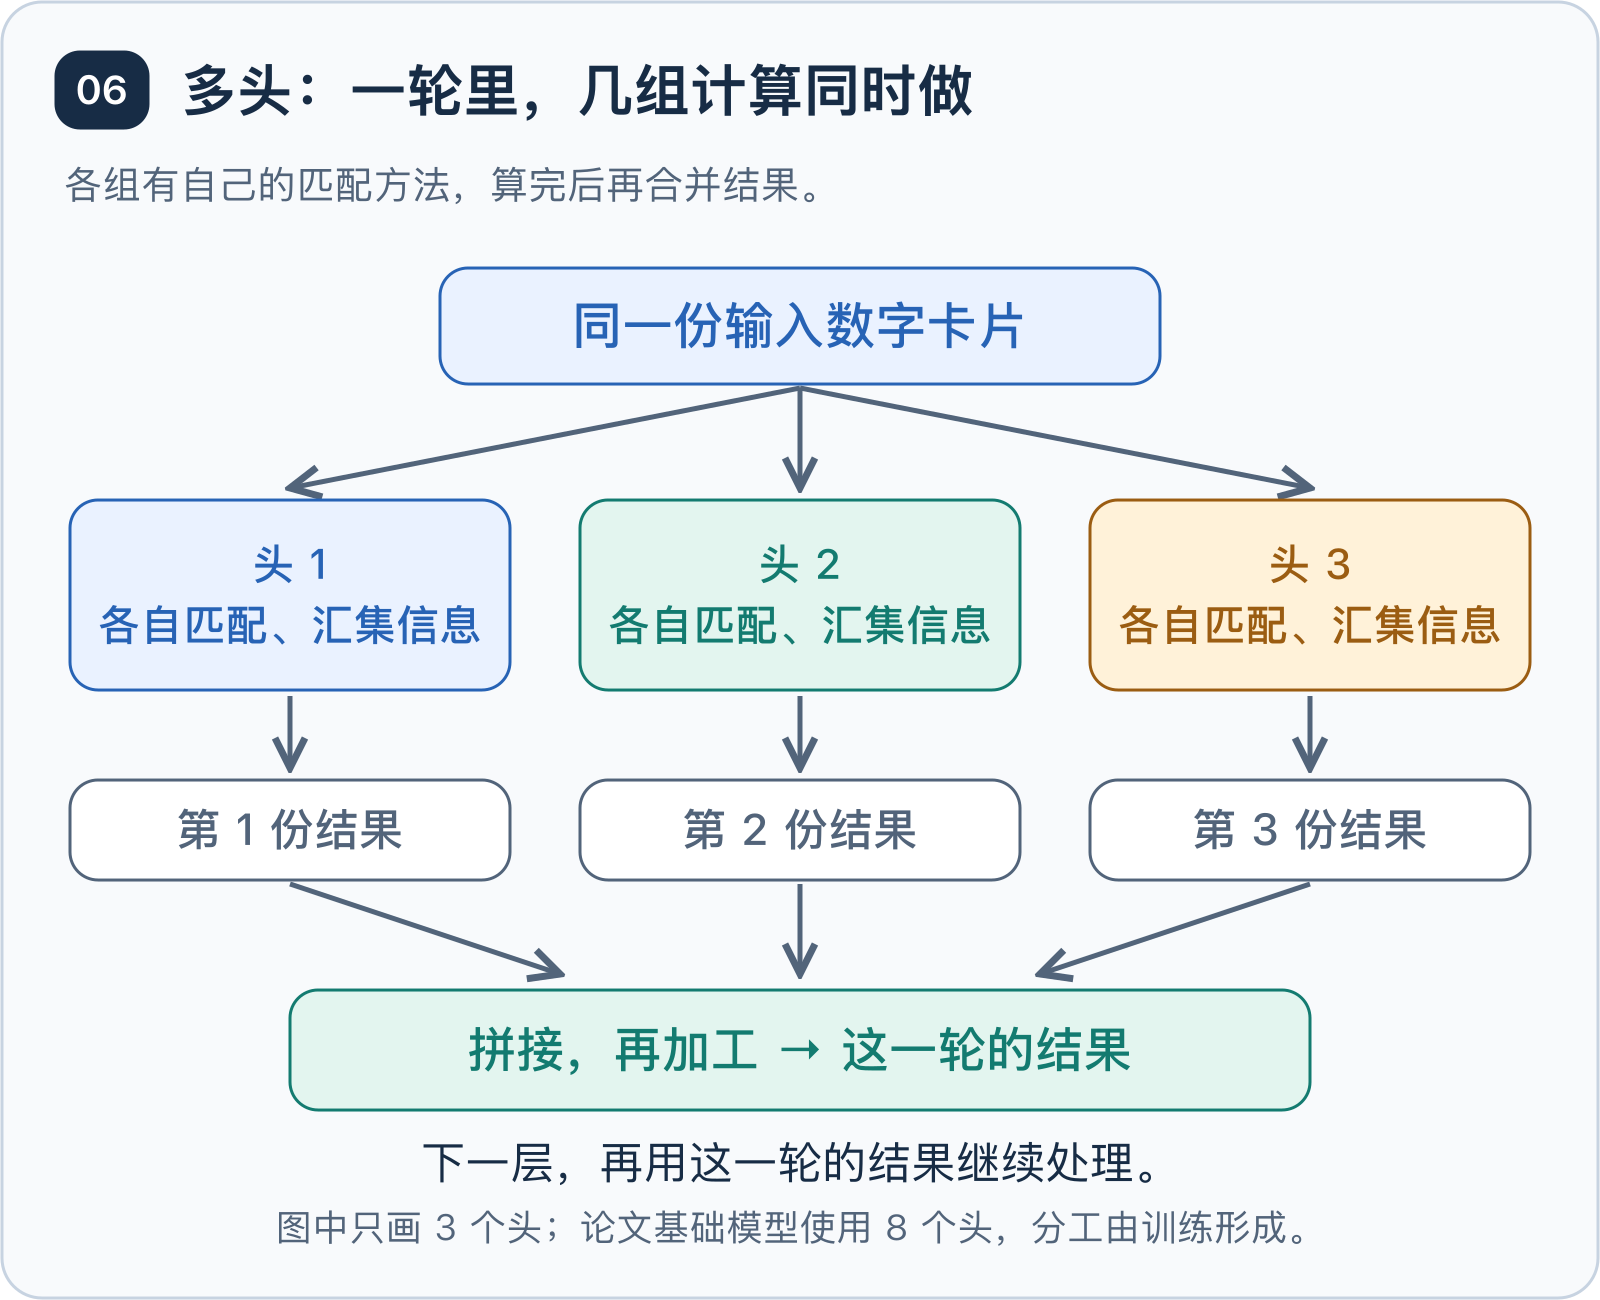 06 多头：一轮里，几组计算同时做
各组有自己的匹配方法，算完后再合并结果。
同一份输入数字卡片
头 1
各自匹配、汇集信息
头 2
各自匹配、汇集信息
头 3
各自匹配、汇集信息
第 1 份结果
第 2 份结果
第 3 份结果
拼接，再加工 → 这一轮的结果
下一层，再用这一轮的结果继续处理。
图中只画 3 个头；论文基础模型使用 8 个头，分工由训练形成。